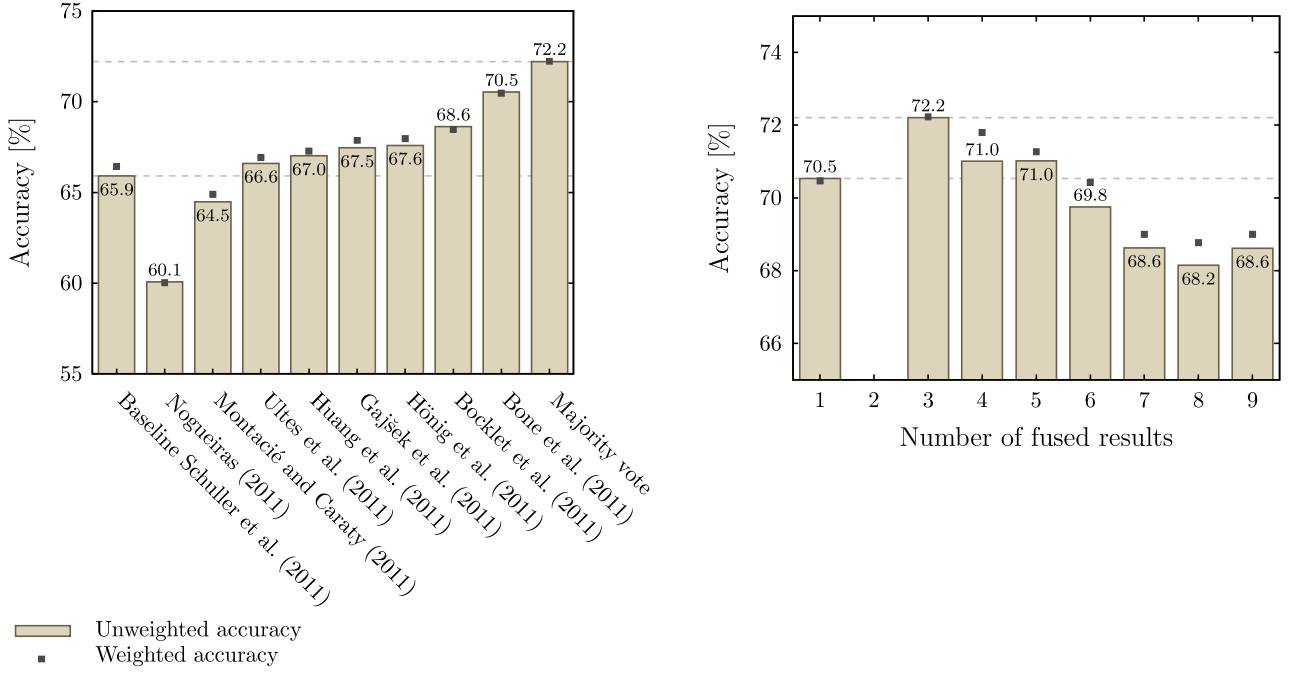 75
70
65
60
55
Accuracy [%]
65.9
60.1
64.5
66.6
67.0
67.5
67.6
68.6
70.5
72.2
Baseline Schuller et al. (2011)
Nogueiras (2011)
Montacié and Caraty (2011)
Ultes et al. (2011)
Huang et al. (2011)
Gajšek et al. (2011)
Hönig et al. (2011)
Bocklet et al. (2011)
Bone et al. (2011)
Majority vote
Unweighted accuracy
Weighted accuracy
74
72
70
68
66
Accuracy [%]
70.5
72.2
71.0
71.0
69.8
68.6
68.2
68.6
1 2 3 4 5 6 7 8 9
Number of fused results